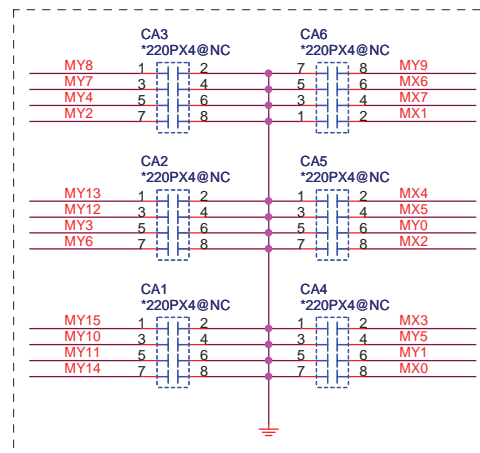 CA3 CA6
*220PX4@NC *220PX4@NC
MY8 1 2 7 8 MY9
MY7 3 4 5 6 MX6
MY4 5 6 3 4 MX7
MY2 7 8 1 2 MX1
CA2 CA5
*220PX4@NC *220PX4@NC
MY13 1 2 1 2 MX4
MY12 3 4 3 4 MX5
MY3 5 6 5 6 MY0
MY6 7 8 7 8 MX2
CA1 CA4
*220PX4@NC *220PX4@NC
MY15 1 2 1 2 MX3
MY10 3 4 3 4 MY5
MY11 5 6 5 6 MY1
MY14 7 8 7 8 MX0